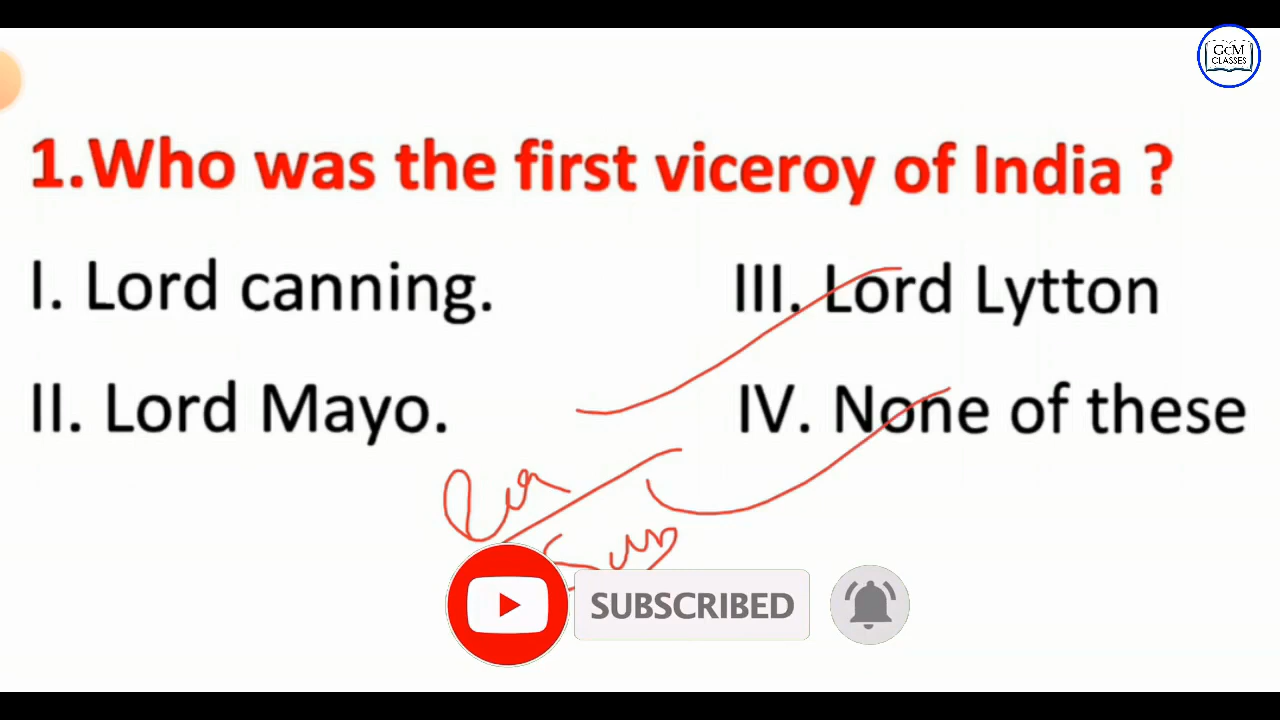 GCM
CLASSES
1.Who was the first viceroy of India ?
I. Lord canning.
III. Lord Lytton
II. Lord Mayo.
IV. None of these
SUBSCRIBED